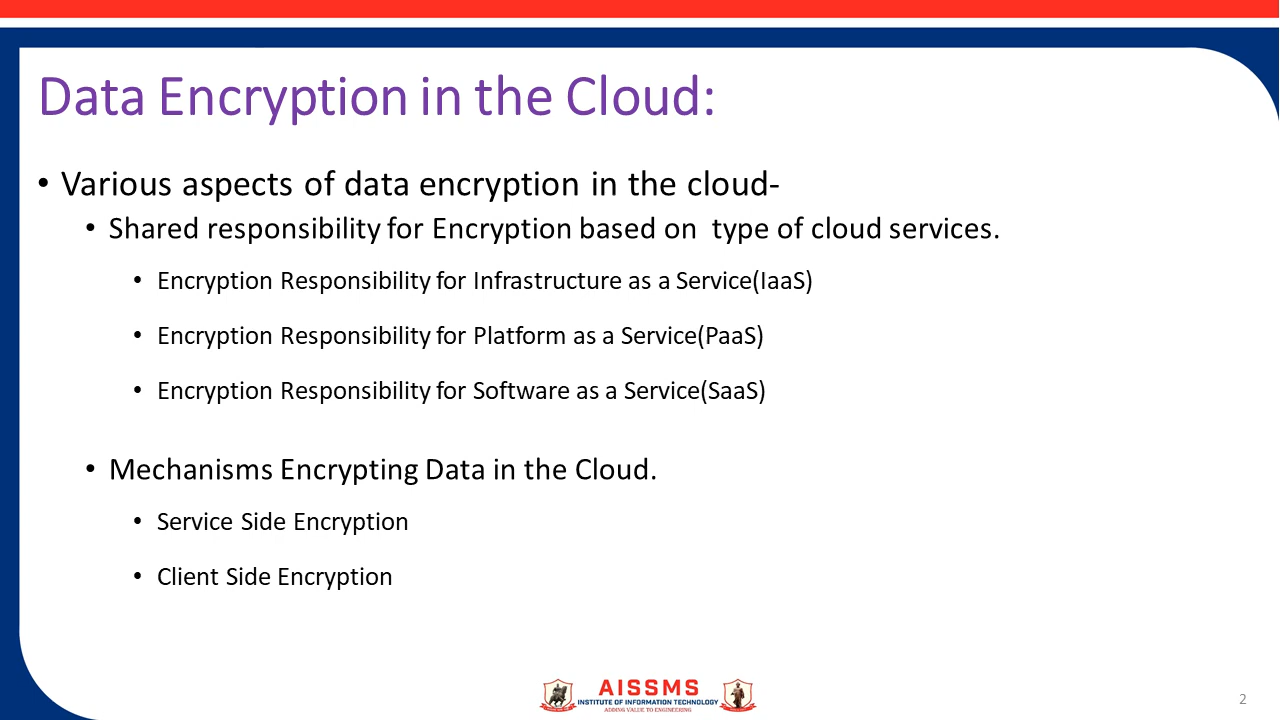 Data Encryption in the Cloud:
• Various aspects of data encryption in the cloud-
• Shared responsibility for Encryption based on  type of cloud services.
• Encryption Responsibility for Infrastructure as a Service(IaaS)
• Encryption Responsibility for Platform as a Service(PaaS)
• Encryption Responsibility for Software as a Service(SaaS)
• Mechanisms Encrypting Data in the Cloud.
• Service Side Encryption
• Client Side Encryption
AISSMS
INSTITUTE OF INFORMATION TECHNOLOGY
ADDING VALUE TO ENGINEERING
2